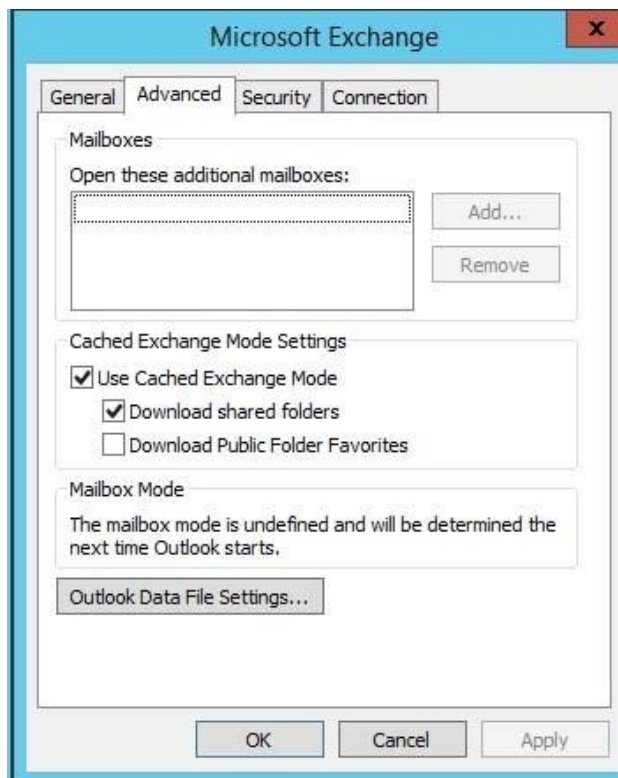 Microsoft Exchange
x
General Advanced Security Connection
Mailboxes
Open these additional mailboxes:
Add...
Remove
Cached Exchange Mode Settings
Use Cached Exchange Mode
Download shared folders
Download Public Folder Favorites
Mailbox Mode
The mailbox mode is undefined and will be determined the
next time Outlook starts.
Outlook Data File Settings...
OK Cancel Apply